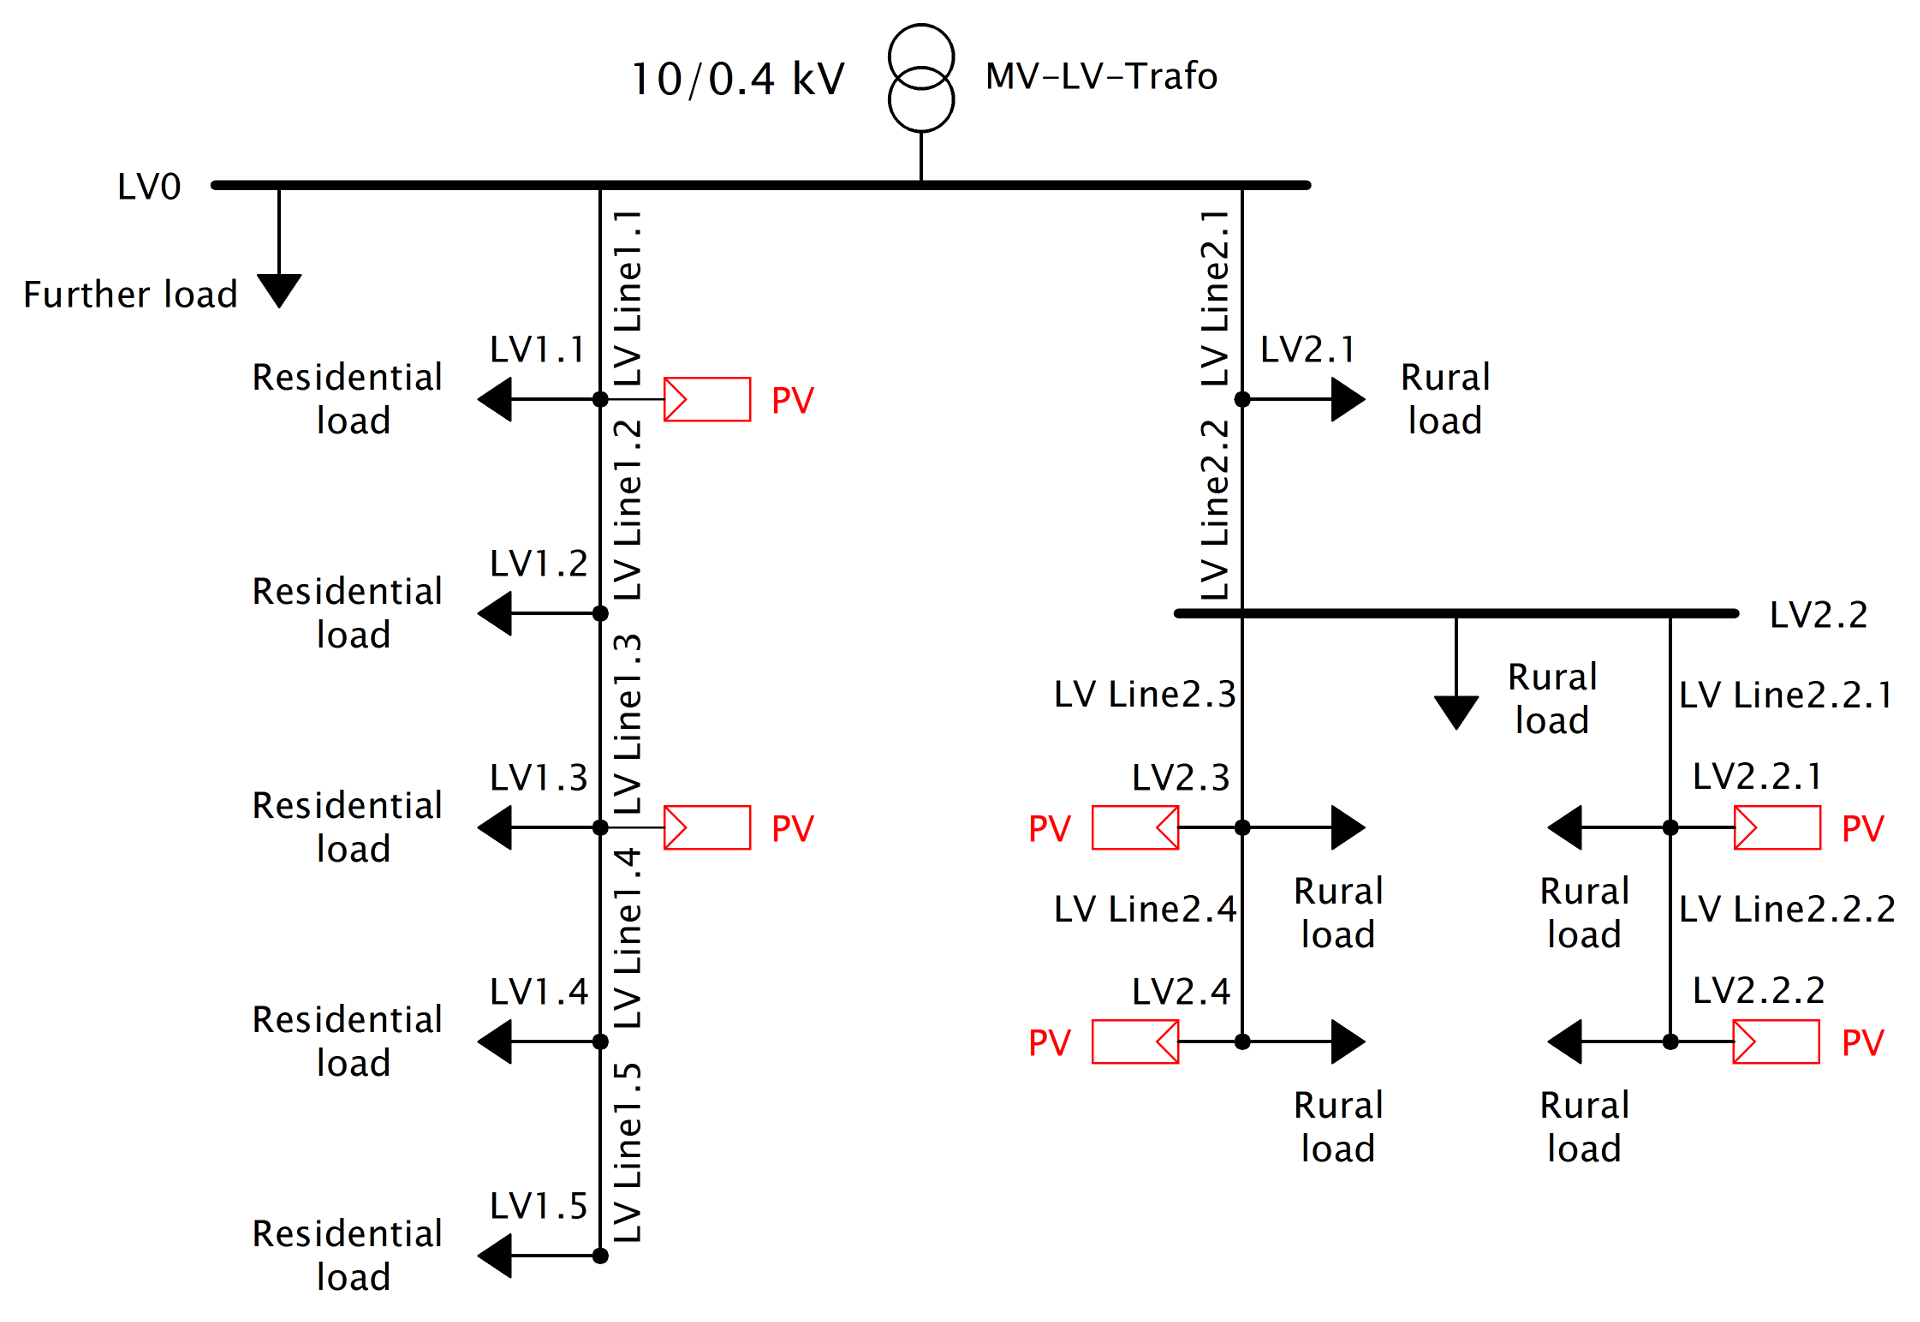 10/0.4 kV
MV-LV-Trafo
LV0
Further load
LV Line1.1
LV1.1
Residential
load
PV
LV Line1.2
LV1.2
Residential
load
LV Line1.3
LV1.3
Residential
load
PV
LV Line1.4
LV1.4
Residential
load
LV Line1.5
LV1.5
Residential
load
LV Line2.1
LV2.1
Rural
load
LV Line2.2
LV2.2
Rural
load
LV Line2.3
LV2.3
PV
Rural
load
LV Line2.4
LV2.4
PV
Rural
load
LV Line2.2.1
LV2.2.1
PV
Rural
load
LV Line2.2.2
LV2.2.2
PV
Rural
load